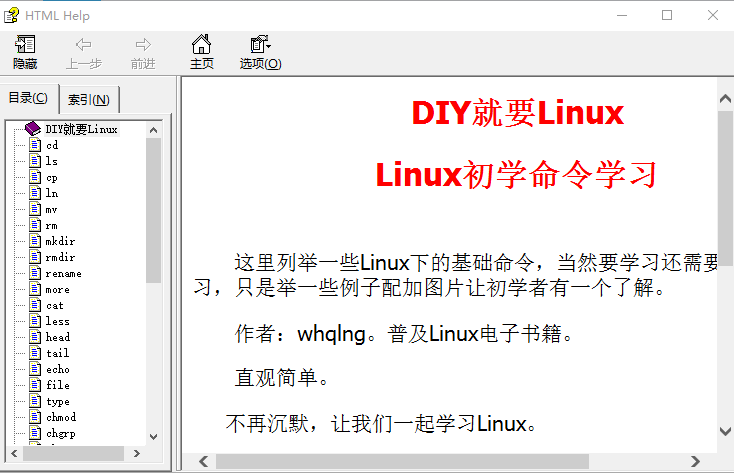 HTML Help
隐藏 上一步 前进 主页 选项(O)
目录(C) 索引(N)
DIY就要Linux
cd
ls
cp
ln
mv
rm
mkdir
rmdir
rename
more
cat
less
head
tail
echo
file
type
chmod
chgrp
DIY就要Linux
Linux初学命令学习
这里列举一些Linux下的基础命令，当然要学习还需要
习，只是举一些例子配加图片让初学者有一个了解。
作者：whqlng。普及Linux电子书籍。
直观简单。
不再沉默，让我们一起学习Linux。